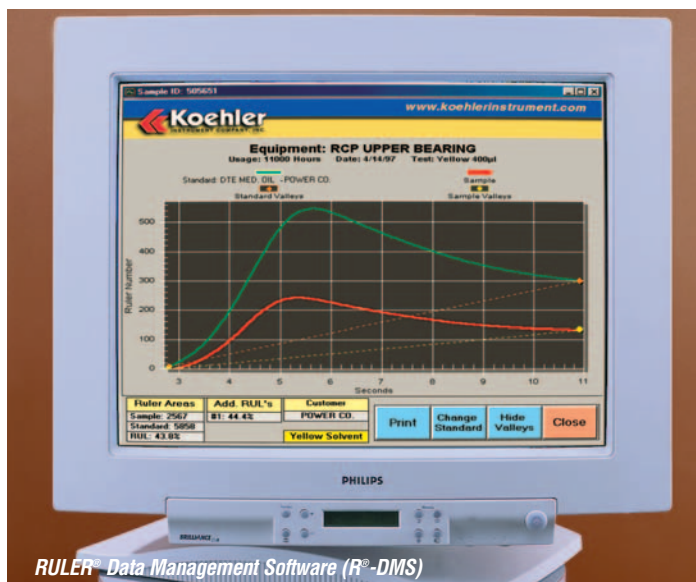 Sample ID: 505651
Koehler
INSTRUMENT COMPANY, INC.
www.koehlerinstrument.com
Equipment: RCP UPPER BEARING
Usage: 11000 Hours Date: 4/14/97 Test: Yellow 400µl
Standard: DTE MED. OIL - POWER CO.
Sample
Standard Valleys
Sample Valleys
Ruler Number
500
400
300
200
100
0
3 4 5 6 7 8 9 10 11
Seconds
Ruler Areas
Sample: 2567
Standard: 5858
RUL: 43.8%
Add. RUL's
#1: 44.4%
Customer
POWER CO.
Yellow Solvent
Print
Change
Standard
Hide
Valleys
Close
PHILIPS
BRILLIANCE
RULER® Data Management Software (R®-DMS)